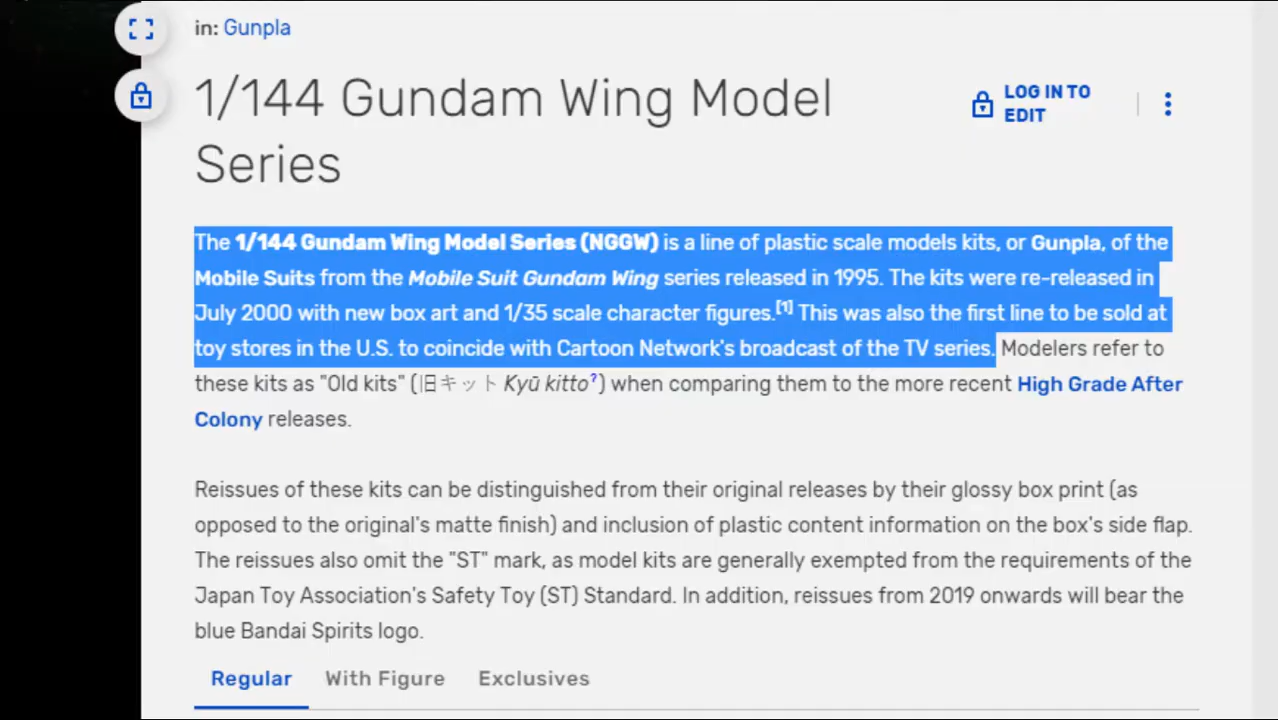 in: Gunpla
1/144 Gundam Wing Model
Series
LOG IN TO
EDIT
The 1/144 Gundam Wing Model Series (NGGW) is a line of plastic scale models kits, or Gunpla, of the
Mobile Suits from the Mobile Suit Gundam Wing series released in 1995. The kits were re-released in
July 2000 with new box art and 1/35 scale character figures.[1] This was also the first line to be sold at
toy stores in the U.S. to coincide with Cartoon Network's broadcast of the TV series. Modelers refer to
these kits as "Old kits" (旧キット Kyū kitto?) when comparing them to the more recent High Grade After
Colony releases.
Reissues of these kits can be distinguished from their original releases by their glossy box print (as
opposed to the original's matte finish) and inclusion of plastic content information on the box's side flap.
The reissues also omit the "ST" mark, as model kits are generally exempted from the requirements of the
Japan Toy Association's Safety Toy (ST) Standard. In addition, reissues from 2019 onwards will bear the
blue Bandai Spirits logo.
Regular With Figure Exclusives